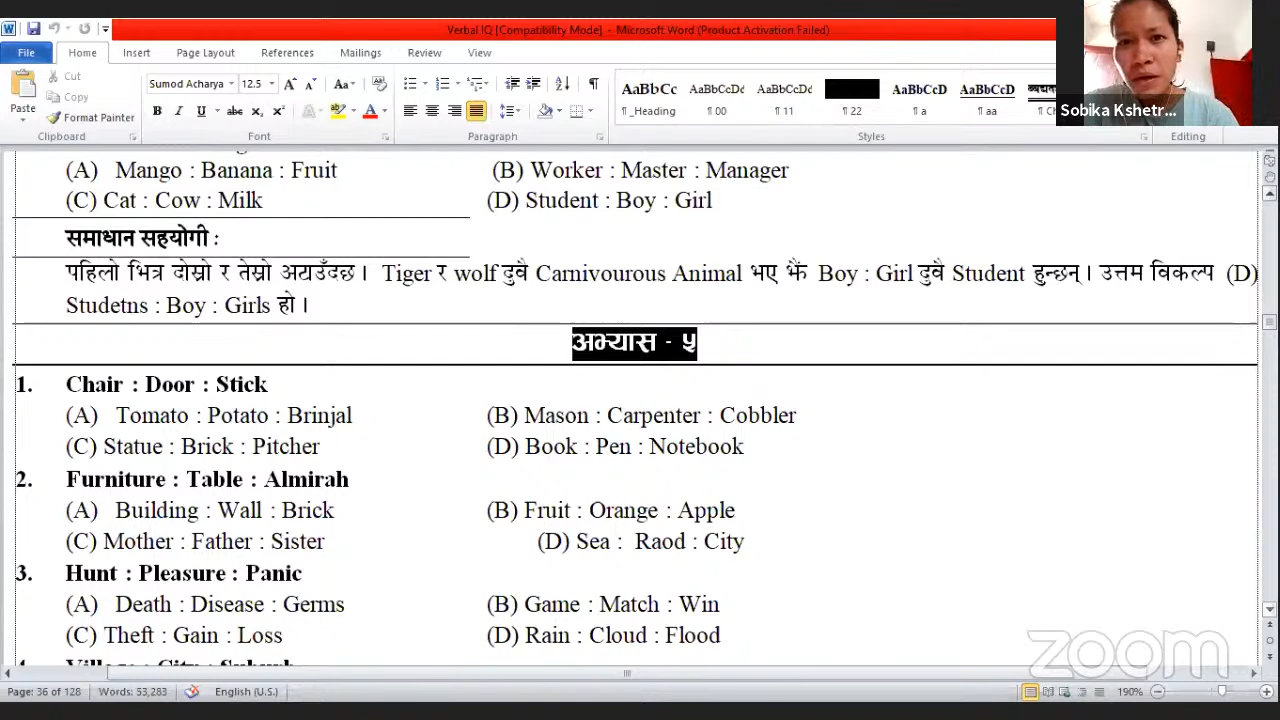 Verbal IQ [Compatibility Mode] - Microsoft Word (Product Activation Failed)
File Home Insert Page Layout References Mailings Review View
Paste
Cut
Copy
Format Painter
Sumod Acharya 12.5
AaBbCc AaBbCcDc AaBbCcDc AaBbCcD AaBbCcD
¶_Heading ¶ 00 ¶ 11 ¶ 22 ¶ a ¶ aa
Clipboard Font Paragraph Styles Editing
Sobika Kshetr...
(A) Mango : Banana : Fruit (B) Worker : Master : Manager
(C) Cat : Cow : Milk (D) Student : Boy : Girl
समाधान सहयोगी :
पहिलो भित्र दोस्रो र तेस्रो अटाउँदछ। Tiger र wolf दुवै Carnivourous Animal भए झैं Boy : Girl दुवै Student हुन्छन्। उत्तम विकल्प (D)
Studetns : Boy : Girls हो।
अभ्यास - ५
1. Chair : Door : Stick
(A) Tomato : Potato : Brinjal (B) Mason : Carpenter : Cobbler
(C) Statue : Brick : Pitcher (D) Book : Pen : Notebook
2. Furniture : Table : Almirah
(A) Building : Wall : Brick (B) Fruit : Orange : Apple
(C) Mother : Father : Sister (D) Sea : Raod : City
3. Hunt : Pleasure : Panic
(A) Death : Disease : Germs (B) Game : Match : Win
(C) Theft : Gain : Loss (D) Rain : Cloud : Flood
zoom
Page: 36 of 128 Words: 53,283 English (U.S.) 190%